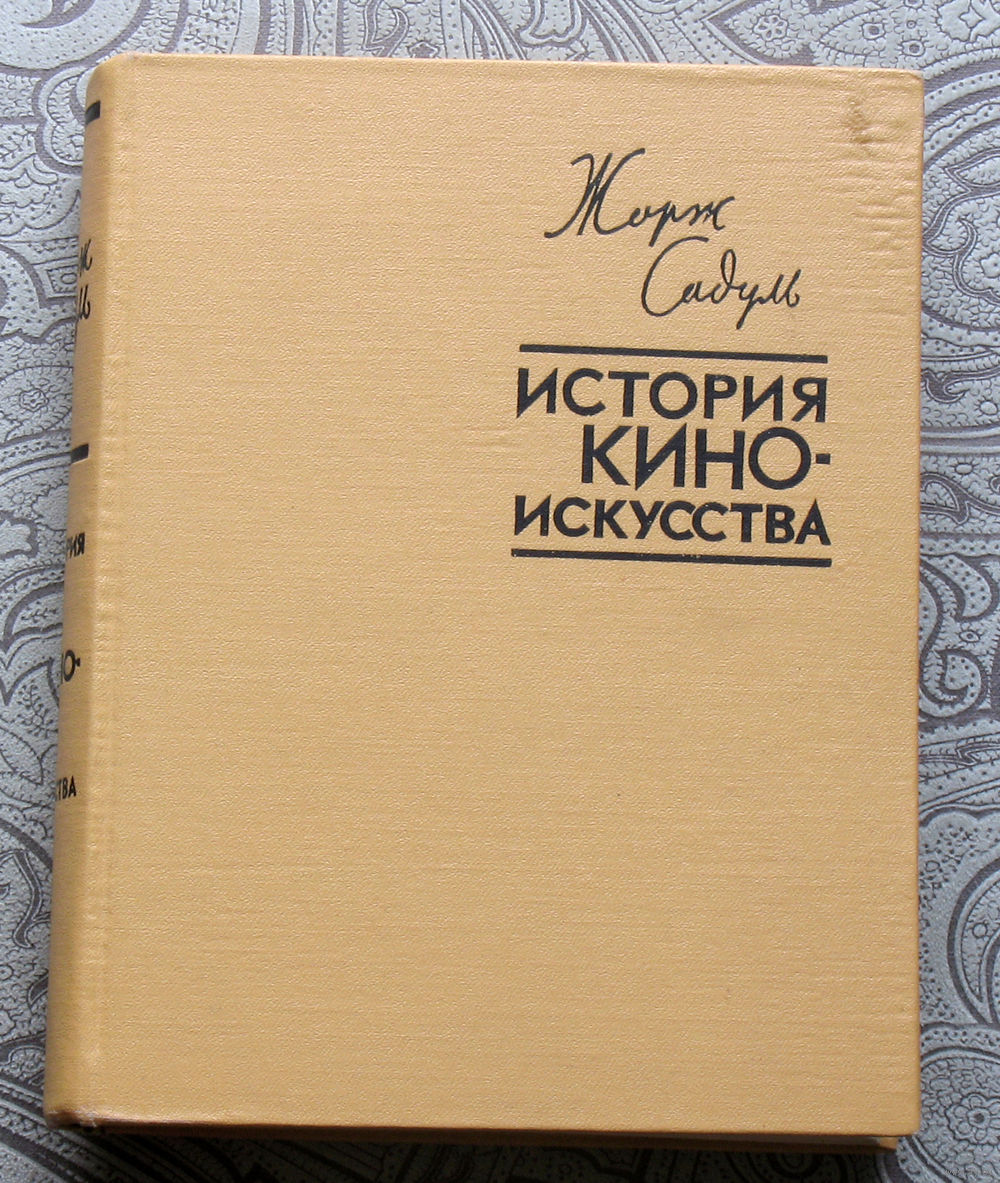 Жорж
Садуль
ИСТОРИЯ
КИНО-
ИСКУССТВА